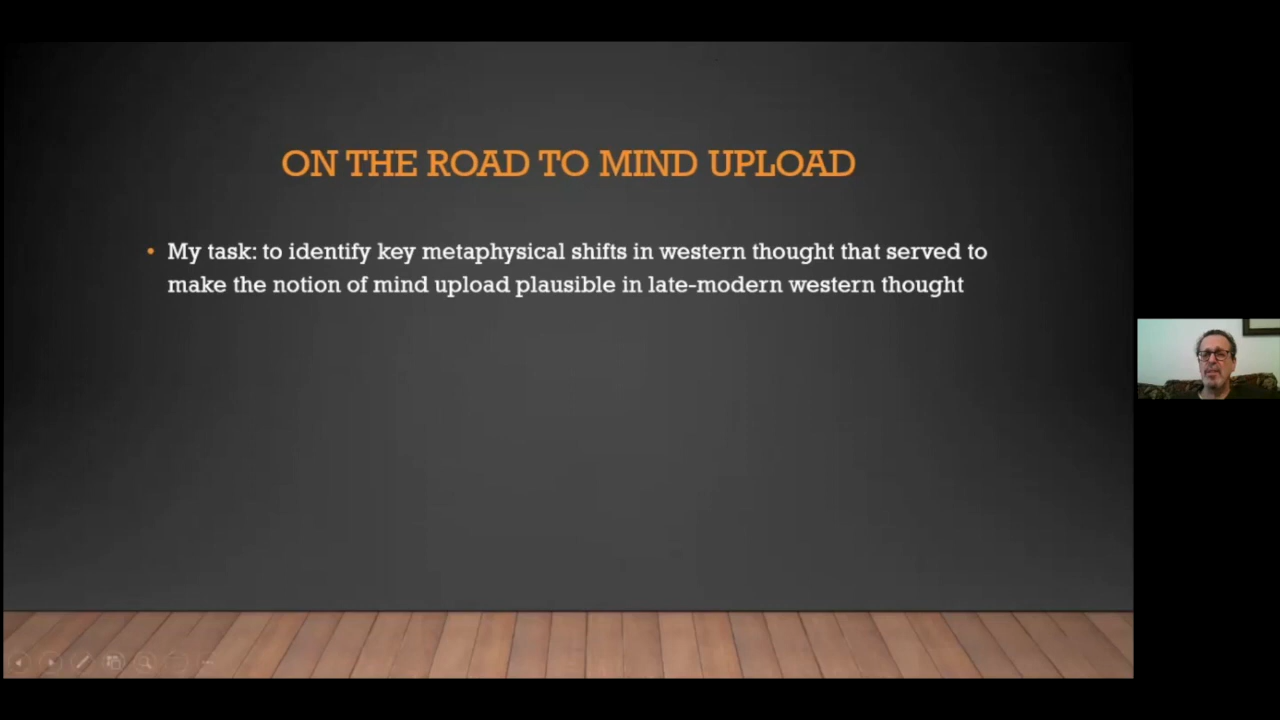 ON THE ROAD TO MIND UPLOAD
• My task: to identify key metaphysical shifts in western thought that served to
make the notion of mind upload plausible in late-modern western thought